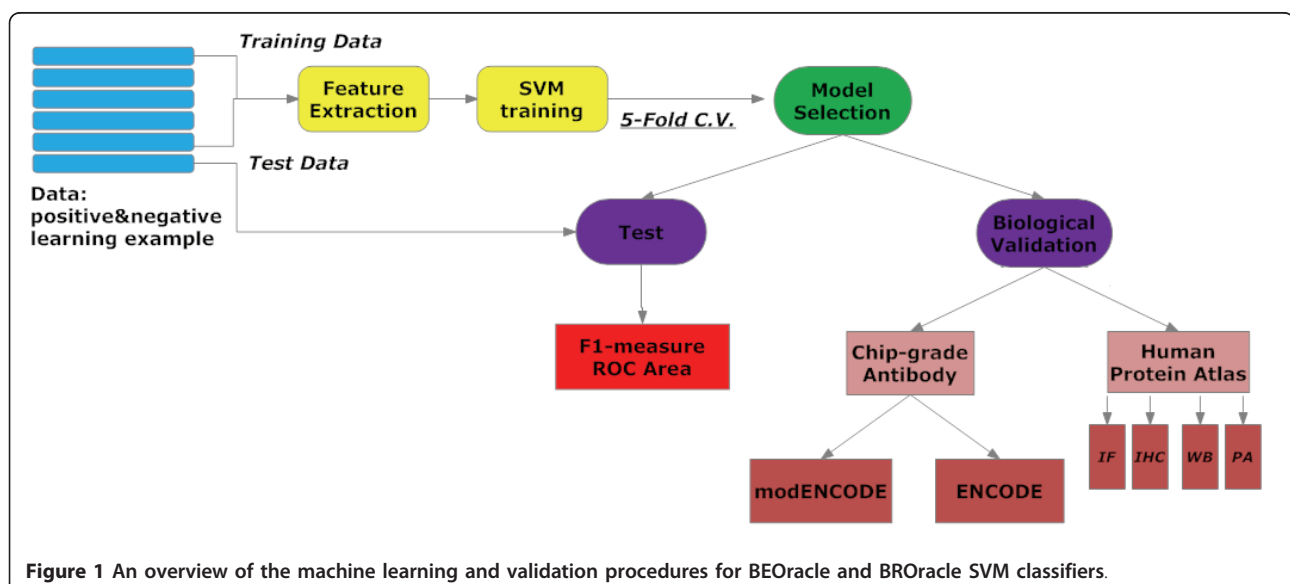 Training Data
Feature
Extraction
SVM
training
5-Fold C.V.
Model
Selection
Test Data
Data:
positive&negative
learning example
Test
Biological
Validation
F1-measure
ROC Area
Chip-grade
Antibody
Human
Protein Atlas
modENCODE
ENCODE
IF
IHC
WB
PA
Figure 1 An overview of the machine learning and validation procedures for BEOracle and BROracle SVM classifiers.